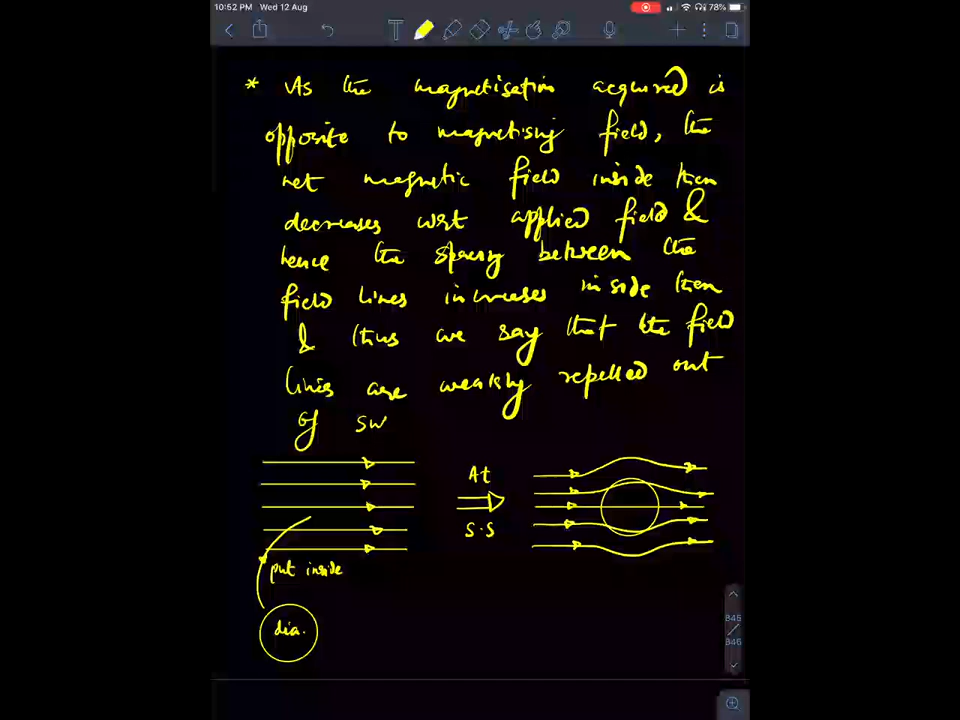 10:52 PM Wed 12 Aug 78%
* As the magnetisation acquired is
opposite to magnetising field, the
net magnetic field inside them
decreases wrt applied field &
hence the spacing between the
field lines increases inside them
& thus we say that the field
lines are weakly repelled out
of
At
S.S
put inside
dia.
846
846